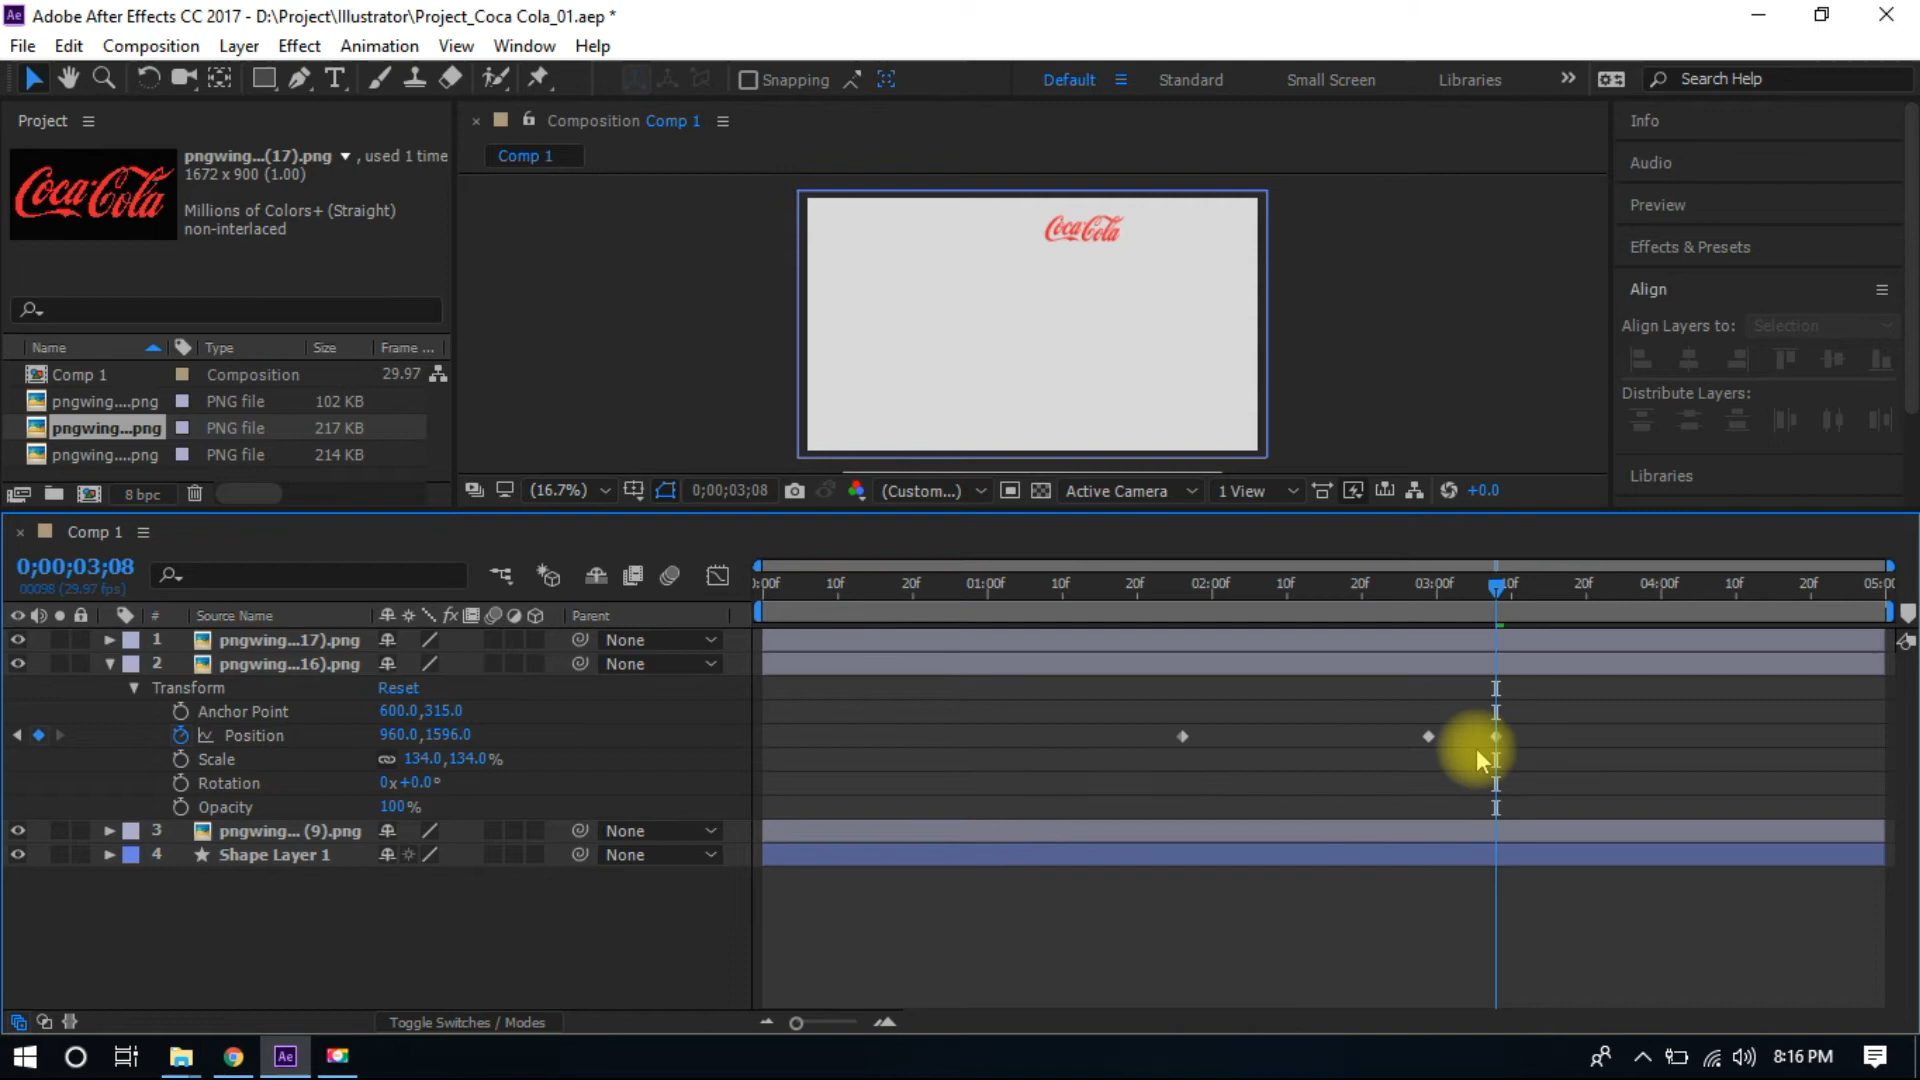 Adobe After Effects CC 2017 - D:\Project\Illustrator\Project_Coca Cola_01.aep *
File Edit Composition Layer Effect Animation View Window Help
Snapping Default Standard Small Screen Libraries Search Help
Project
pngwing...(17).png , used 1 time
1672 x 900 (1.00)
Millions of Colors+ (Straight)
non-interlaced
Coca-Cola
Name Type Size Frame ...
Comp 1 Composition 29.97
pngwing....png PNG file 102 KB
pngwing...png PNG file 217 KB
pngwing....png PNG file 214 KB
8 bpc
Composition Comp 1
Comp 1
Coca-Cola
(16.7%) 0;00;03;08 (Custom...) Active Camera 1 View +0.0
Info
Audio
Preview
Effects & Presets
Align
Align Layers to: Selection
Distribute Layers:
Libraries
Comp 1
0;00;03;08
00098 (29.97 fps)
:00f 10f 20f 01:00f 10f 20f 02:00f 10f 20f 03:00f 10f 20f 04:00f 10f 20f 05:00
# Source Name fx Parent
1 pngwing...17).png None
2 pngwing...16).png None
Transform Reset
Anchor Point 600.0,315.0
Position 960.0,1596.0
Scale 134.0,134.0%
Rotation 0x+0.0°
Opacity 100%
3 pngwing... (9).png None
4 Shape Layer 1 None
Toggle Switches / Modes
Ae 8:16 PM